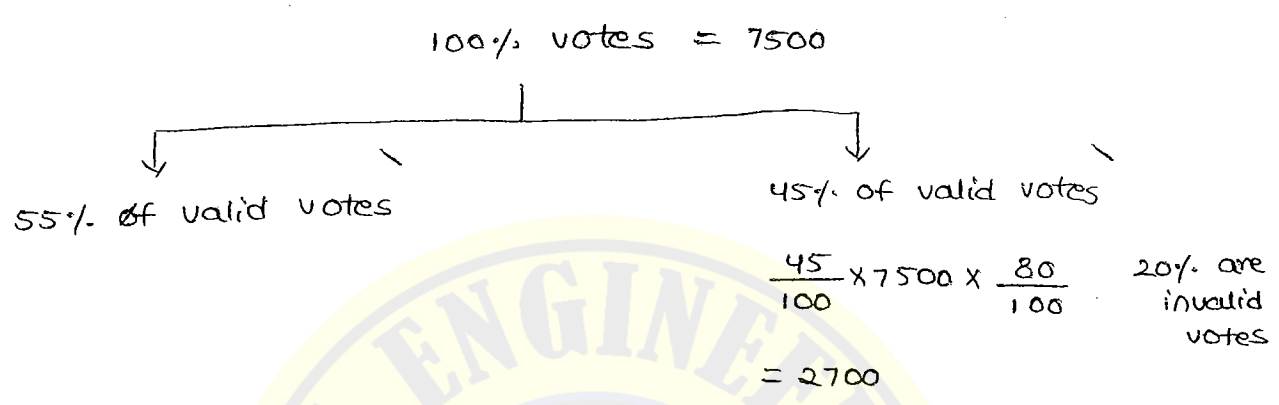 100% votes = 7500
55% of valid votes
45% of valid votes
45/100 × 7500 × 80/100 20% are
invalid
votes
= 2700
ENGINEE